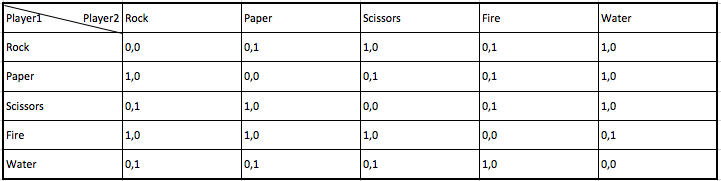 Player1 Player2 Rock Paper Scissors Fire Water
Rock 0,0 0,1 1,0 0,1 1,0
Paper 1,0 0,0 0,1 0,1 1,0
Scissors 0,1 1,0 0,0 0,1 1,0
Fire 1,0 1,0 1,0 0,0 0,1
Water 0,1 0,1 0,1 1,0 0,0